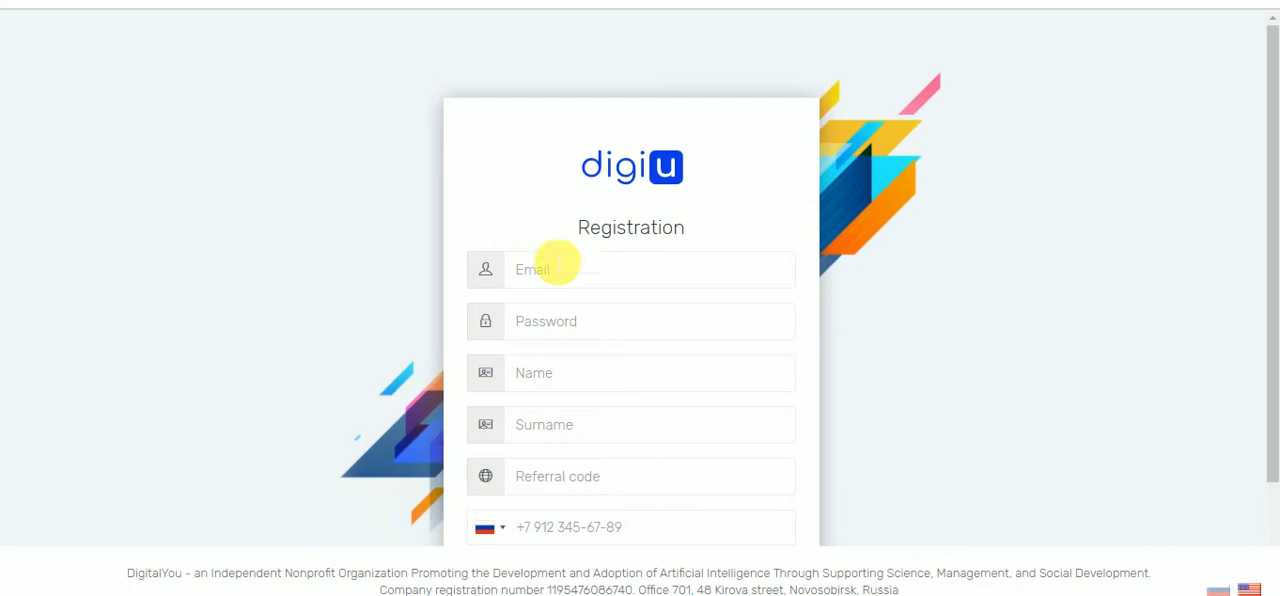 digiu
Registration
Email
Password
Name
Surname
Referral code
+7 912 345-67-89
DigitalYou - an Independent Nonprofit Organization Promoting the Development and Adoption of Artificial Intelligence Through Supporting Science, Management, and Social Development.
Company registration number 1195476086740. Office 701, 48 Kirova street, Novosobirsk, Russia